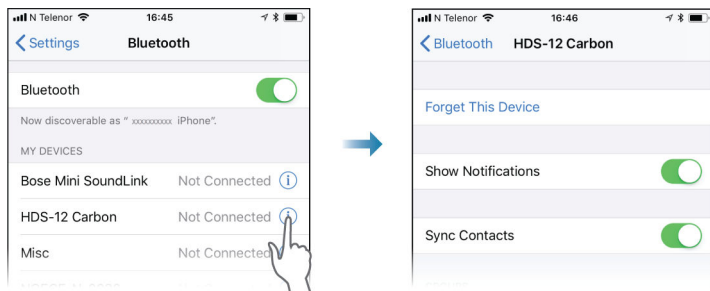 N Telenor 16:45
Settings Bluetooth
Bluetooth
Now discoverable as " xxxxxxxxx iPhone".
MY DEVICES
Bose Mini SoundLink Not Connected
HDS-12 Carbon Not Connected
Misc Not Connected
N Telenor 16:46
Bluetooth HDS-12 Carbon
Forget This Device
Show Notifications
Sync Contacts